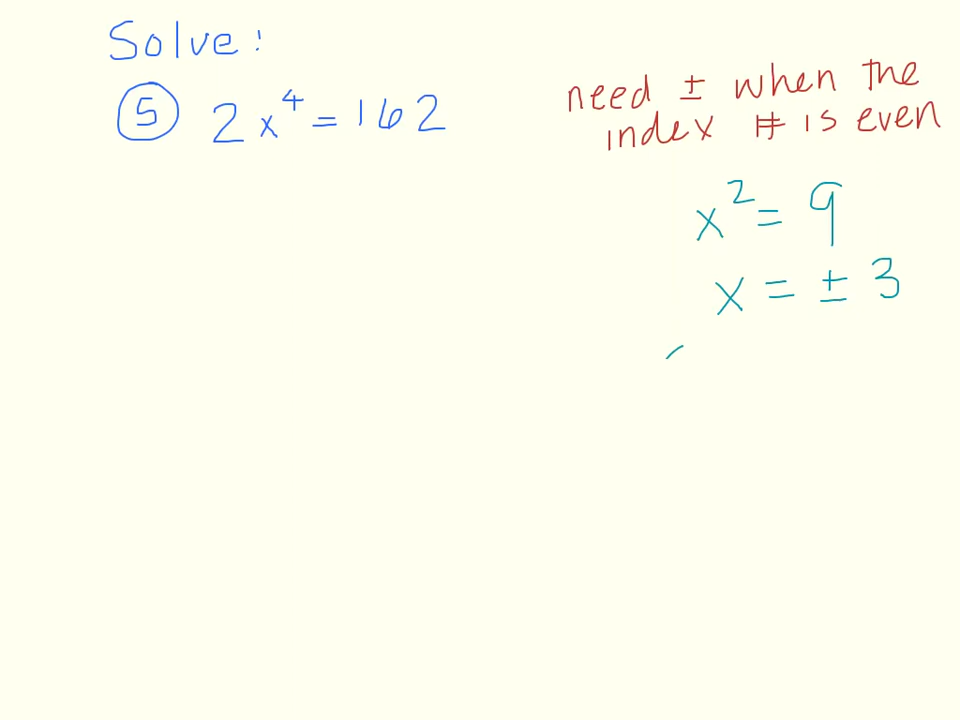 Solve:
⑤ 2x⁴ = 162
need ± when the
index # is even
x² = 9
x = ± 3